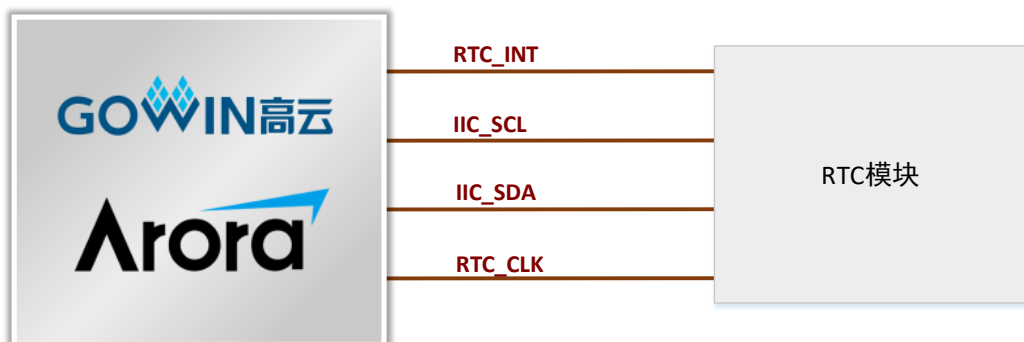 RTC_INT
GOWIN高云
IIC_SCL
RTC模块
IIC_SDA
Arora
RTC_CLK